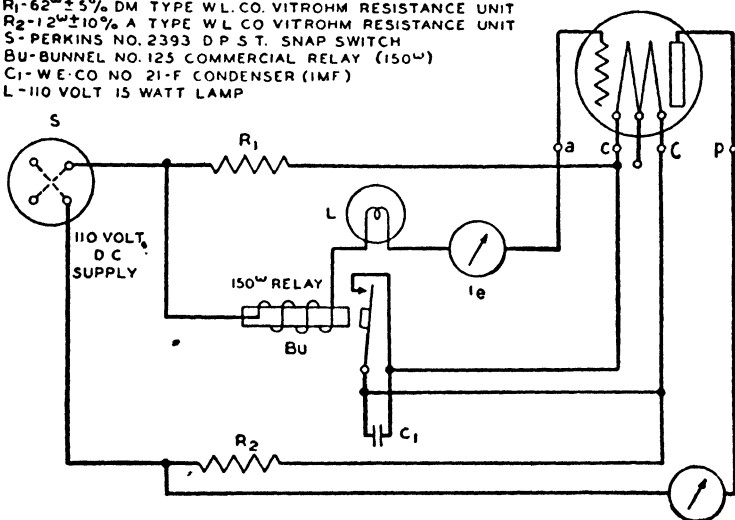 R1-62ω±5% DM TYPE W.L. CO. VITROHM RESISTANCE UNIT
R2-12ω±10% A TYPE W L CO VITROHM RESISTANCE UNIT
S-PERKINS NO. 2393 D P S T. SNAP SWITCH
BU-BUNNEL NO. 125 COMMERCIAL RELAY (150ω)
C1-W E-CO NO 21-F CONDENSER (1MF)
L-110 VOLT 15 WATT LAMP
S
R1
a
C
C
P
L
110 VOLT
D C
SUPPLY
Ie
150ω RELAY
BU
C1
R2